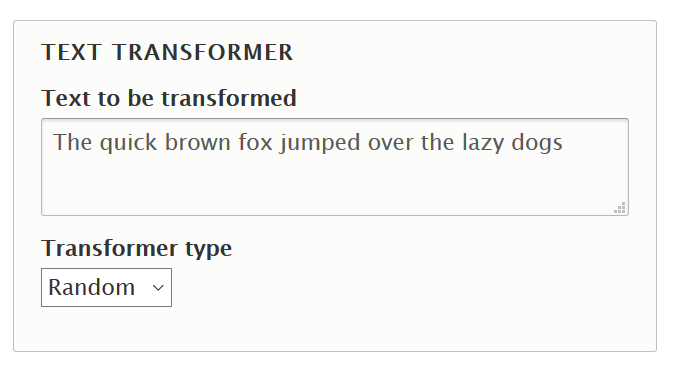 TEXT TRANSFORMER
Text to be transformed
The quick brown fox jumped over the lazy dogs
Transformer type
Random